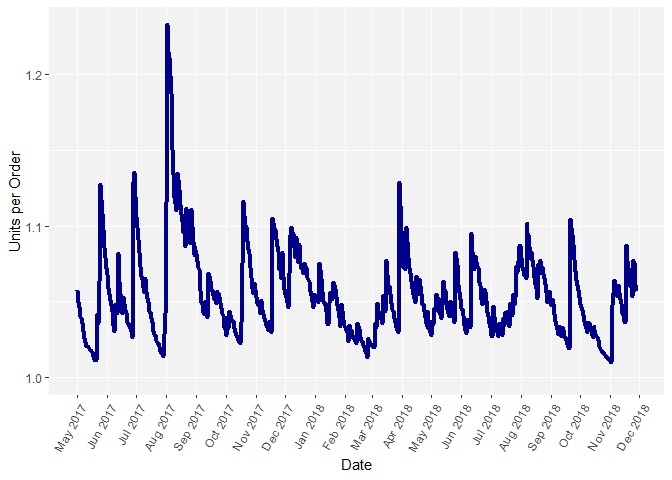 Units per Order
1.2
1.1
1.0
May 2017
Jun 2017
Jul 2017
Aug 2017
Sep 2017
Oct 2017
Nov 2017
Dec 2017
Jan 2018
Feb 2018
Mar 2018
Apr 2018
May 2018
Jun 2018
Jul 2018
Aug 2018
Sep 2018
Oct 2018
Nov 2018
Dec 2018
Date